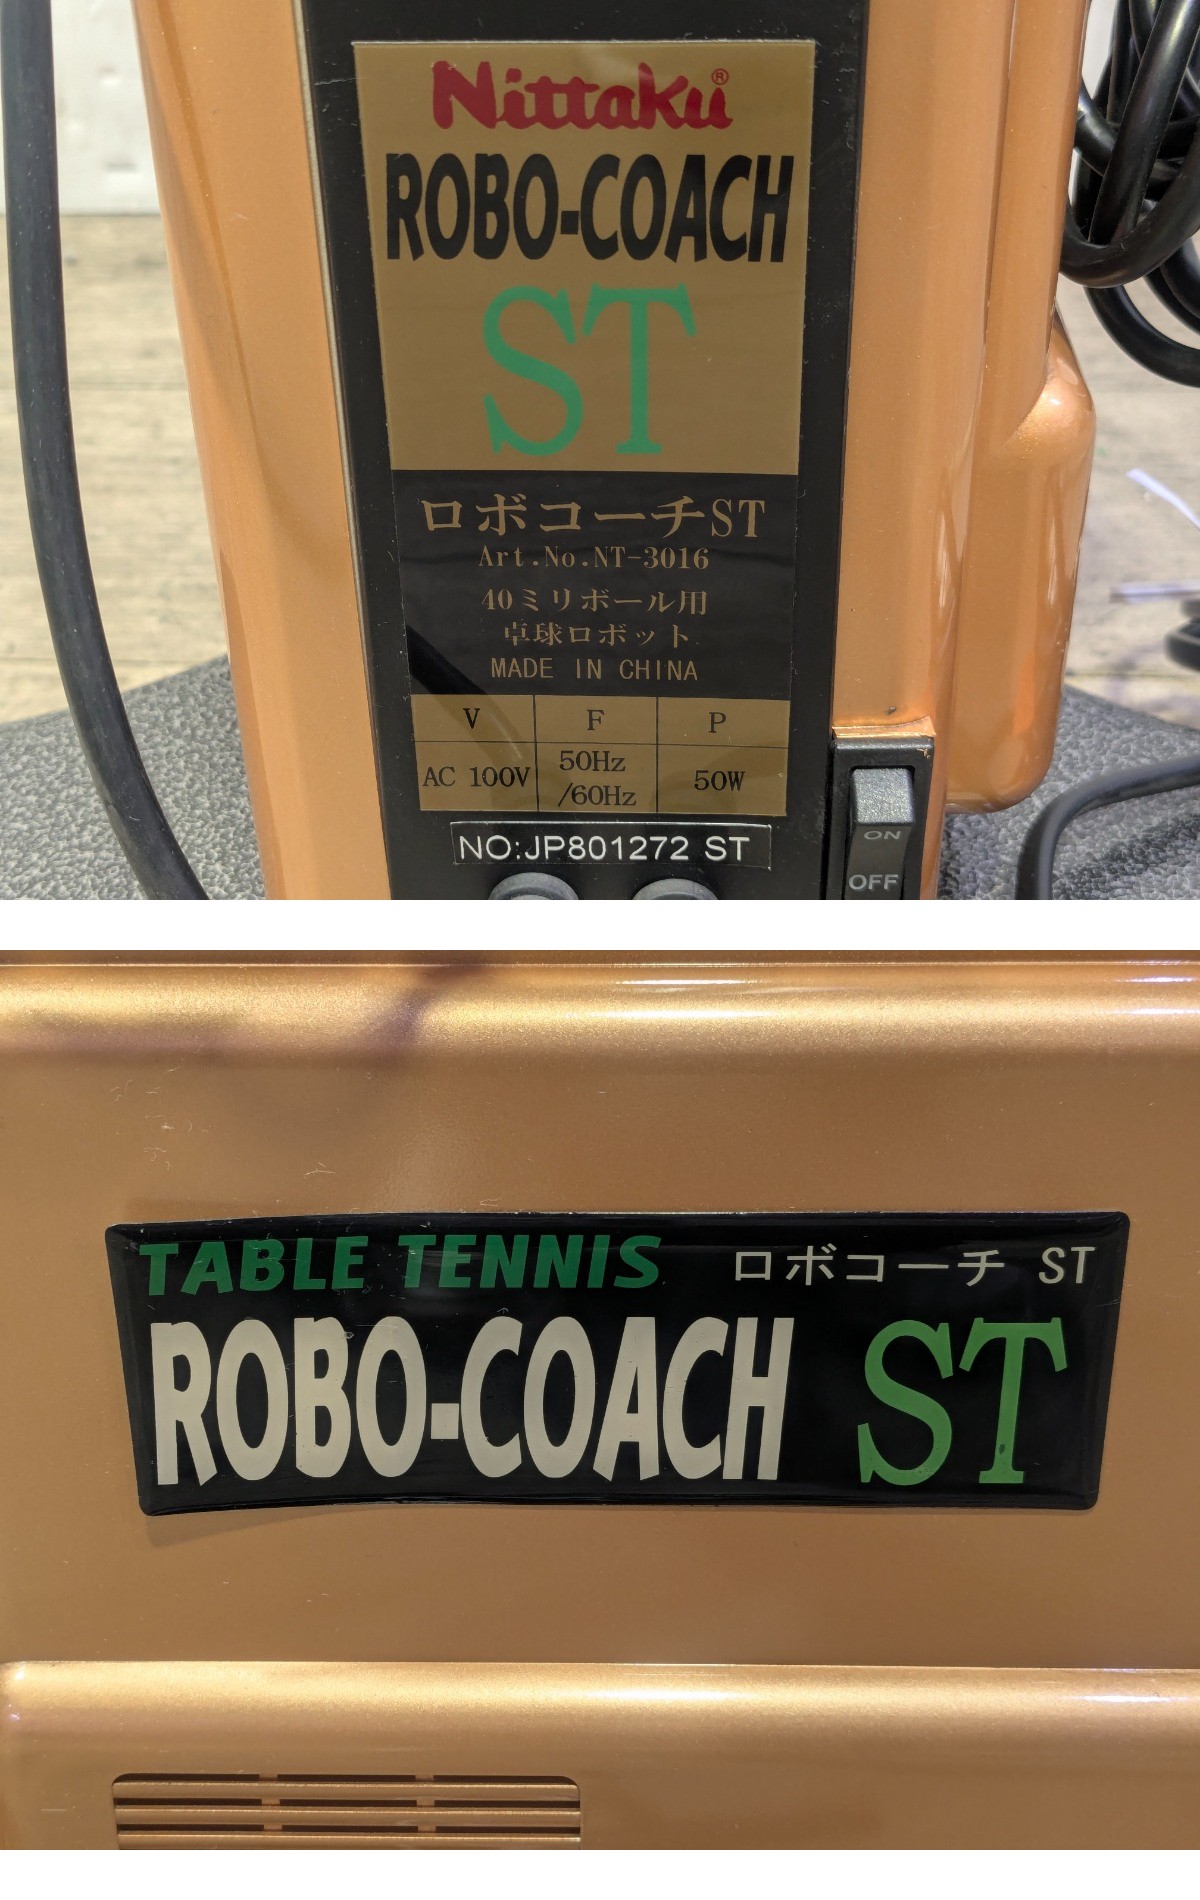 Nittaku®
ROBO-COACH
ST
ロボコーチST
Art.No.NT-3016
40ミリボール用
卓球ロボット
MADE IN CHINA
V F P
AC 100V 50Hz/60Hz 50W
NO:JP801272 ST
ON
OFF
TABLE TENNIS ロボコーチ ST
ROBO-COACH ST